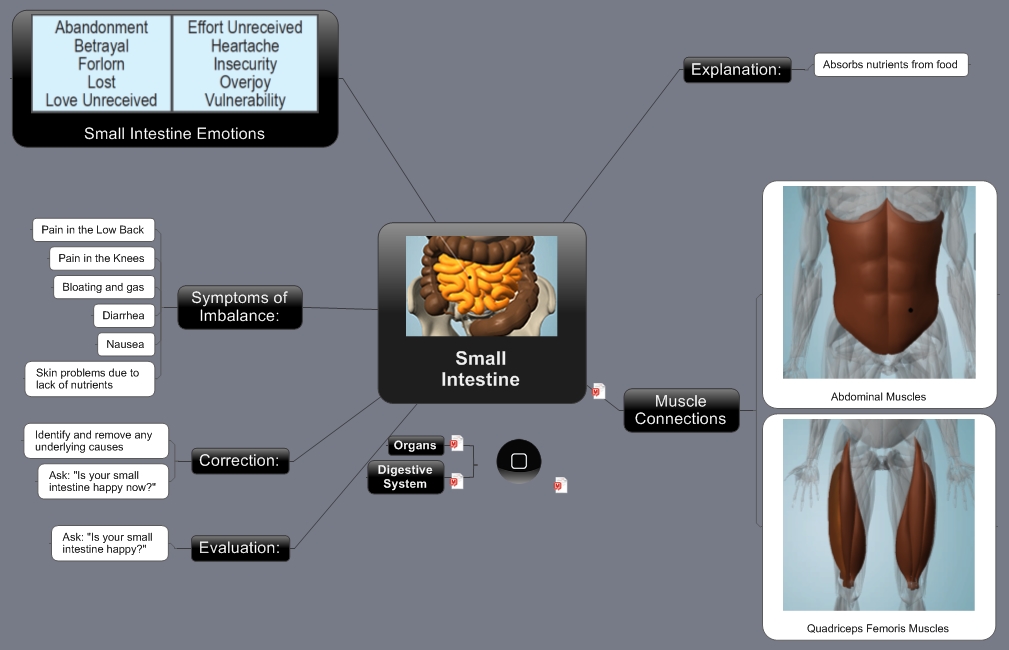 Abandonment
Betrayal
Forlorn
Lost
Love Unreceived
Effort Unreceived
Heartache
Insecurity
Overjoy
Vulnerability
Small Intestine Emotions
Explanation:
Absorbs nutrients from food
Pain in the Low Back
Pain in the Knees
Bloating and gas
Diarrhea
Nausea
Skin problems due to
lack of nutrients
Symptoms of
Imbalance:
Small
Intestine
Muscle
Connections
Abdominal Muscles
Quadriceps Femoris Muscles
Identify and remove any
underlying causes
Ask: "Is your small
intestine happy now?"
Correction:
Organs
Digestive
System
Ask: "Is your small
intestine happy?"
Evaluation: